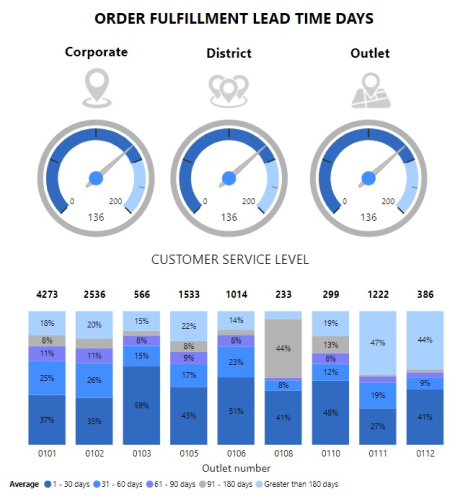 ORDER FULFILLMENT LEAD TIME DAYS
Corporate District Outlet
0 200 0 200 0 200
136 136 136
CUSTOMER SERVICE LEVEL
4273 2536 566 1533 1014 233 299 1222 386
18% 20% 15% 22% 14% 19% 47% 44%
8% 8% 8% 8% 44% 13%
11% 11% 15% 9% 23% 8% 8% 12% 19% 9%
25% 26% 17%
37% 35% 59% 43% 51% 41% 48% 27% 41%
0101 0102 0103 0105 0106 0108 0110 0111 0112
Outlet number
Average 1 - 30 days 31 - 60 days 61 - 90 days 91 - 180 days Greater than 180 days